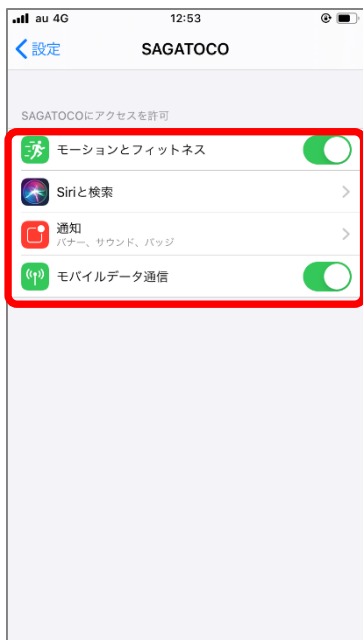 au 4G 12:53
設定 SAGATOCO
SAGATOCOにアクセスを許可
モーションとフィットネス
Siriと検索
通知
バナー、サウンド、バッジ
モバイルデータ通信